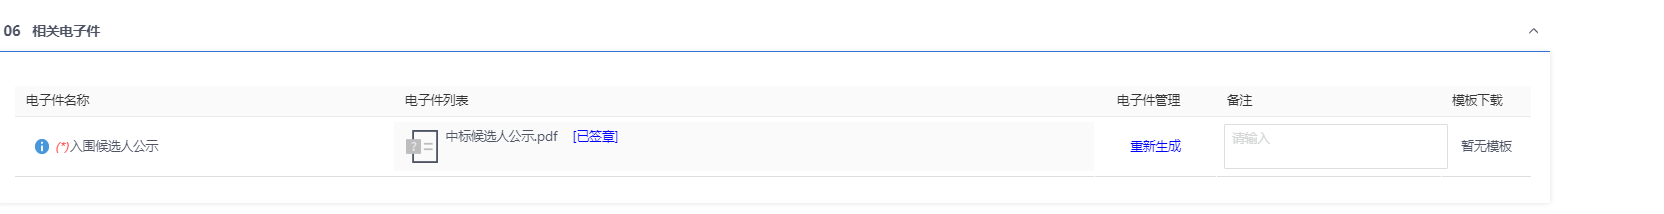 06 相关电子件
电子件名称 电子件列表 电子件管理 备注 模板下载
(*)入围候选人公示 中标候选人公示.pdf [已签章] 重新生成 请输入 暂无模板